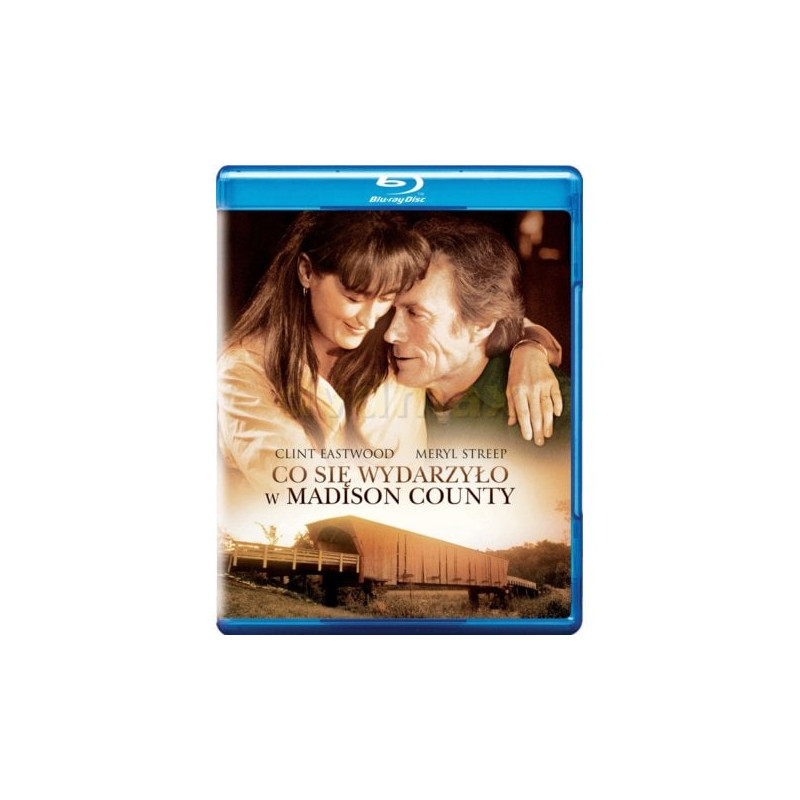 Blu-ray Disc
CLINT EASTWOOD MERYL STREEP
CO SIĘ WYDARZYŁO
W MADISON COUNTY